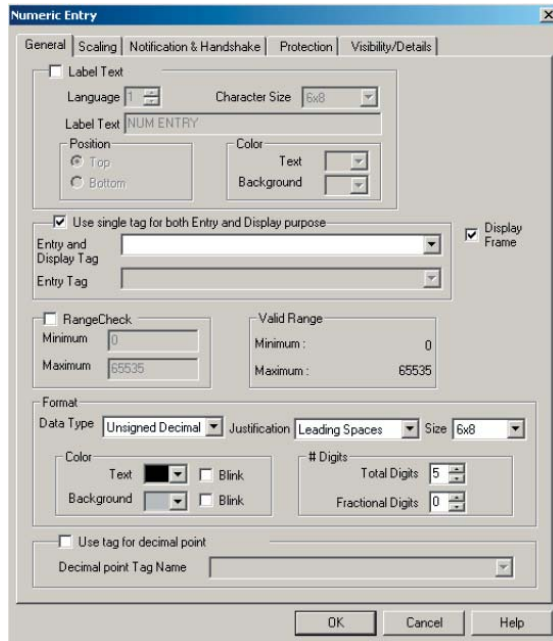 Numeric Entry
General Scaling Notification & Handshake Protection Visibility/Details
Label Text
Language 1 Character Size 6x8
Label Text NUM ENTRY
Position
Top
Bottom
Color
Text
Background
Use single tag for both Entry and Display purpose
Entry and
Display Tag
Entry Tag
Display
Frame
RangeCheck
Minimum 0
Maximum 65535
Valid Range
Minimum : 0
Maximum : 65535
Format
Data Type Unsigned Decimal Justification Leading Spaces Size 6x8
Color
Text Blink
Background Blink
# Digits
Total Digits 5
Fractional Digits 0
Use tag for decimal point
Decimal point Tag Name
OK Cancel Help